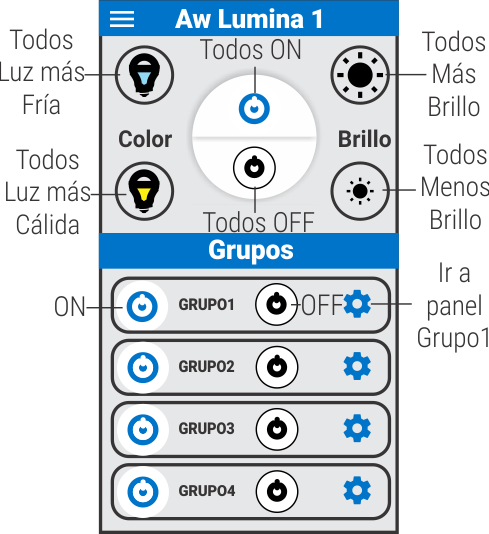 Aw Lumina 1
Todos
Luz más
Fría
Todos ON
Todos
Más
Brillo
Color
Brillo
Todos
Luz más
Cálida
Todos
Menos
Brillo
Todos OFF
Grupos
ON
GRUPO1
OFF
Ir a
panel
Grupo1
GRUPO2
GRUPO3
GRUPO4